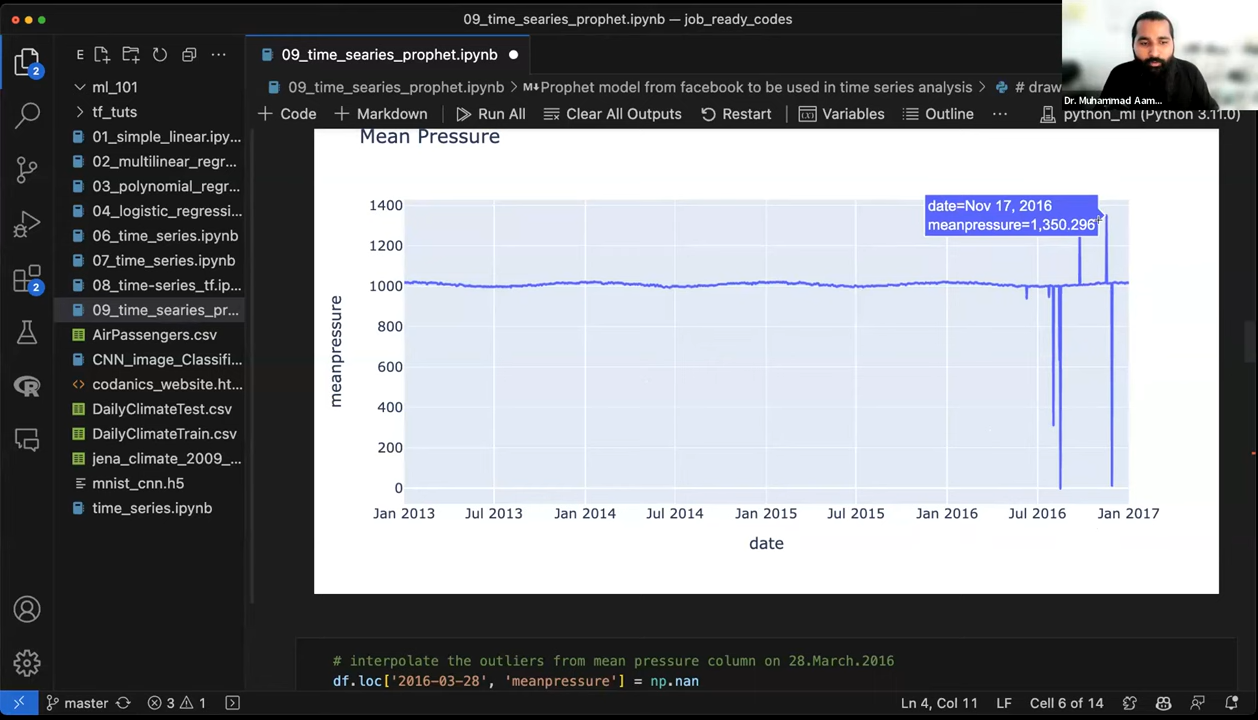 09_time_searies_prophet.ipynb — job_ready_codes
E
09_time_searies_prophet.ipynb
Dr. Muhammad Aam...
2
ml_101
tf_tuts
01_simple_linear.ipy...
02_multilinear_regr...
03_polynomial_regr...
04_logistic_regressi...
06_time_series.ipynb
07_time_series.ipynb
08_time-series_tf.ip...
09_time_searies_pr...
AirPassengers.csv
CNN_image_Classifi...
codanics_website.ht...
DailyClimateTest.csv
DailyClimateTrain.csv
jena_climate_2009_...
mnist_cnn.h5
time_series.ipynb
2
09_time_searies_prophet.ipynb > Prophet model from facebook to be used in time series analysis > # draw
+ Code + Markdown Run All Clear All Outputs Restart Variables Outline ... python_ml (Python 3.11.0)
Mean Pressure
date=Nov 17, 2016
meanpressure=1,350.296
1400
1200
1000
800
600
400
200
0
meanpressure
Jan 2013 Jul 2013 Jan 2014 Jul 2014 Jan 2015 Jul 2015 Jan 2016 Jul 2016 Jan 2017
date
# interpolate the outliers from mean pressure column on 28.March.2016
df.loc['2016-03-28', 'meanpressure'] = np.nan
master 3 1 Ln 4, Col 11 LF Cell 6 of 14